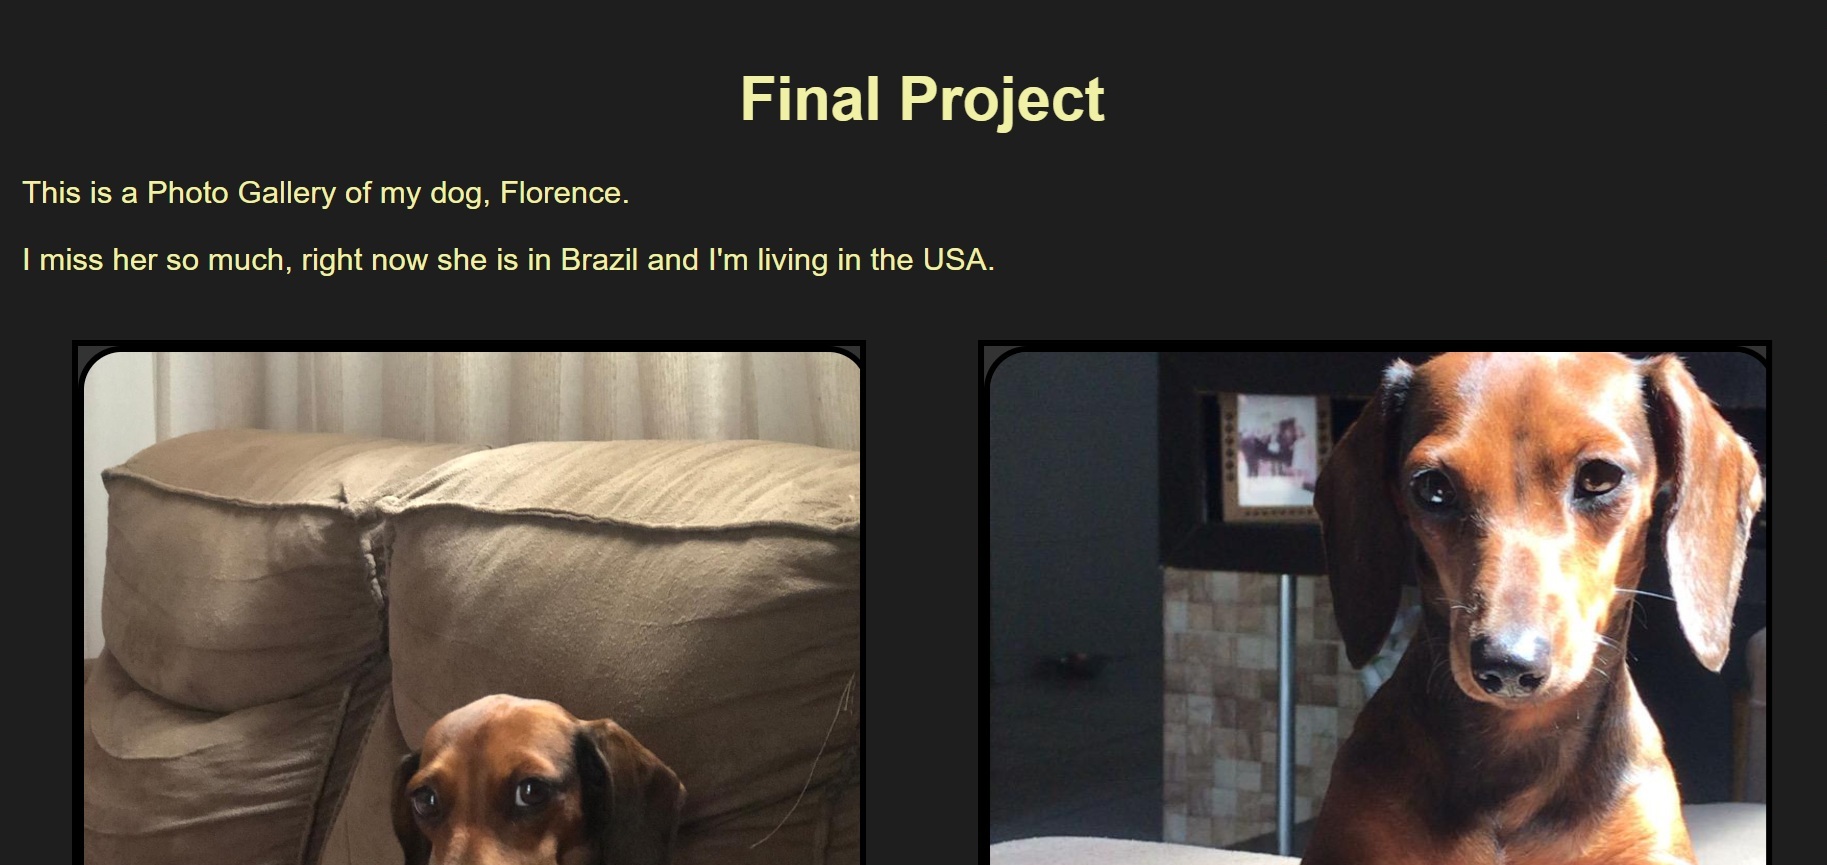 Final Project
This is a Photo Gallery of my dog, Florence.
I miss her so much, right now she is in Brazil and I'm living in the USA.